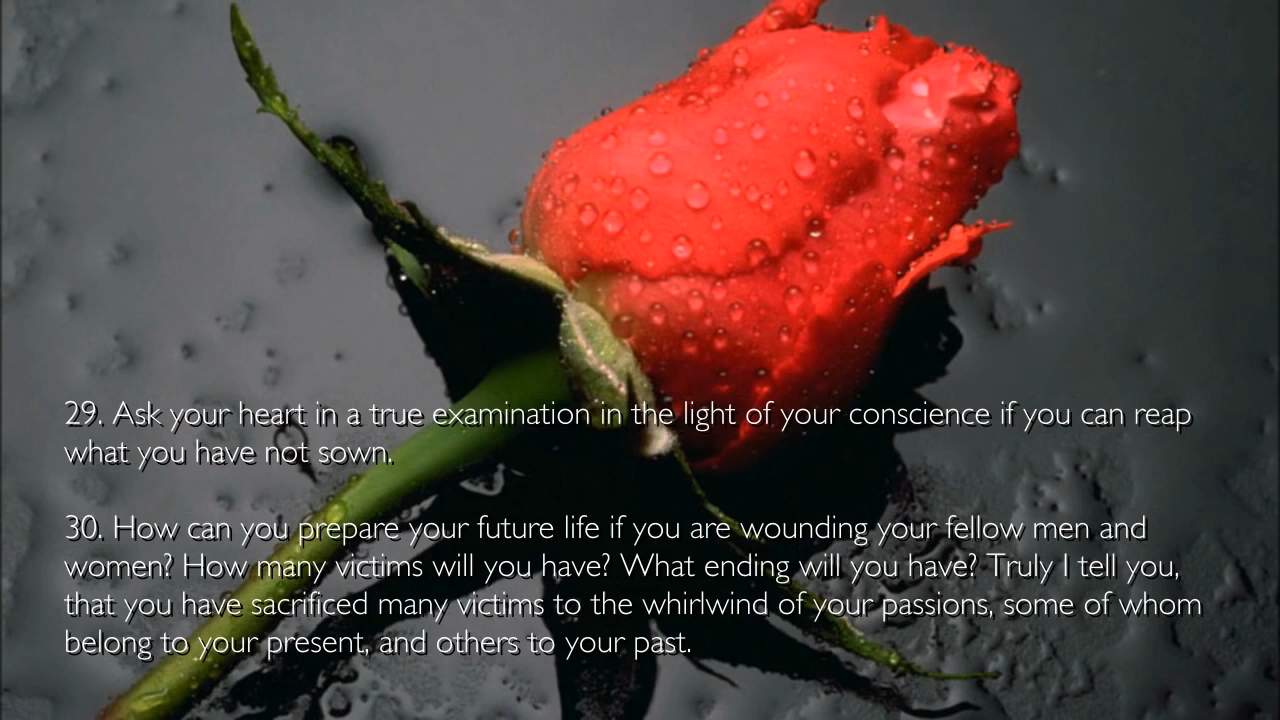 29. Ask your heart in a true examination in the light of your conscience if you can reap
what you have not sown.
30. How can you prepare your future life if you are wounding your fellow men and
women? How many victims will you have? What ending will you have? Truly I tell you,
that you have sacrificed many victims to the whirlwind of your passions, some of whom
belong to your present, and others to your past.